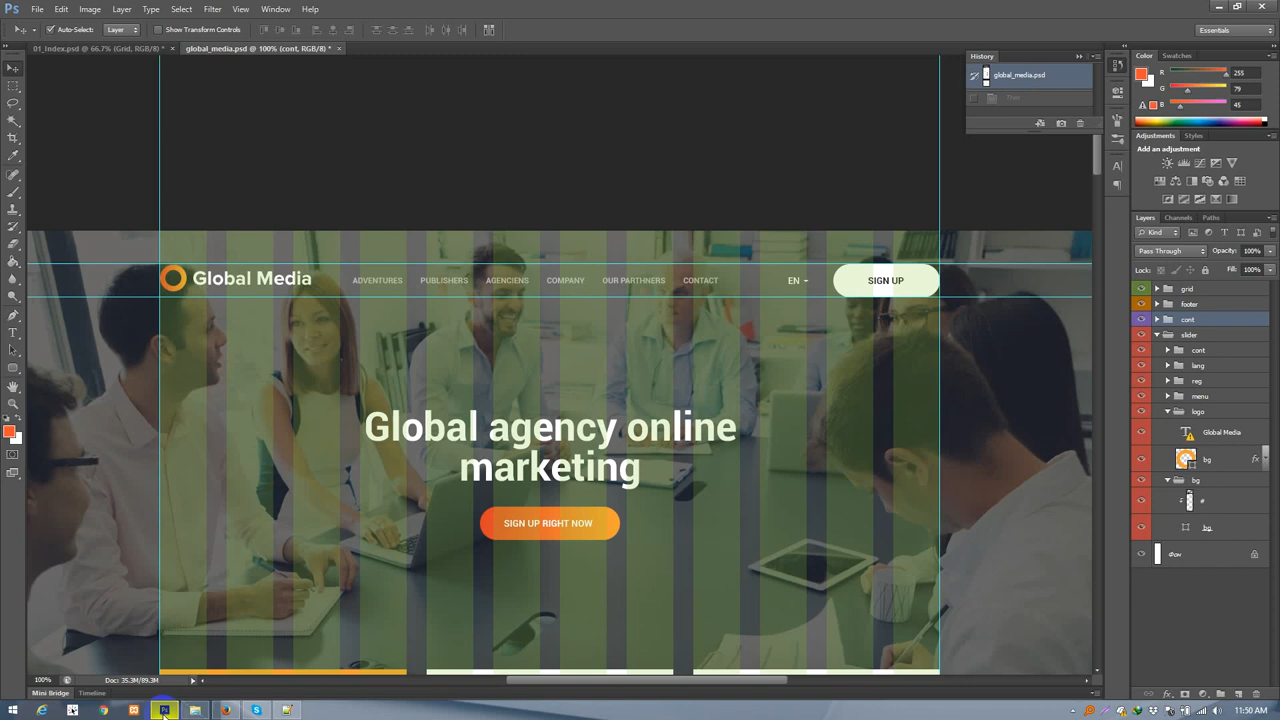 Ps File Edit Image Layer Type Select Filter View Window Help
Auto-Select: Layer Show Transform Controls Essentials
01_Index.psd @ 66.7% (Grid, RGB/8) * × global_media.psd @ 100% (cont, RGB/8) * ×
History
global_media.psd
Color Swatches
R 255
G 79
B 45
Adjustments Styles
Add an adjustment
Layers Channels Paths
Kind
Pass Through Opacity: 100%
Lock: Fill: 100%
grid
footer
cont
slider
cont
lang
reg
menu
logo
Global Media
bg fx
bg
#
bg
Фон
Global Media ADVENTURES PUBLISHERS AGENCIENS COMPANY OUR PARTHNERS CONTACT EN SIGN UP
Global agency online
marketing
SIGN UP RIGHT NOW
100% Doc: 35.3M/89.3M
Mini Bridge Timeline
Ps 11:50 AM